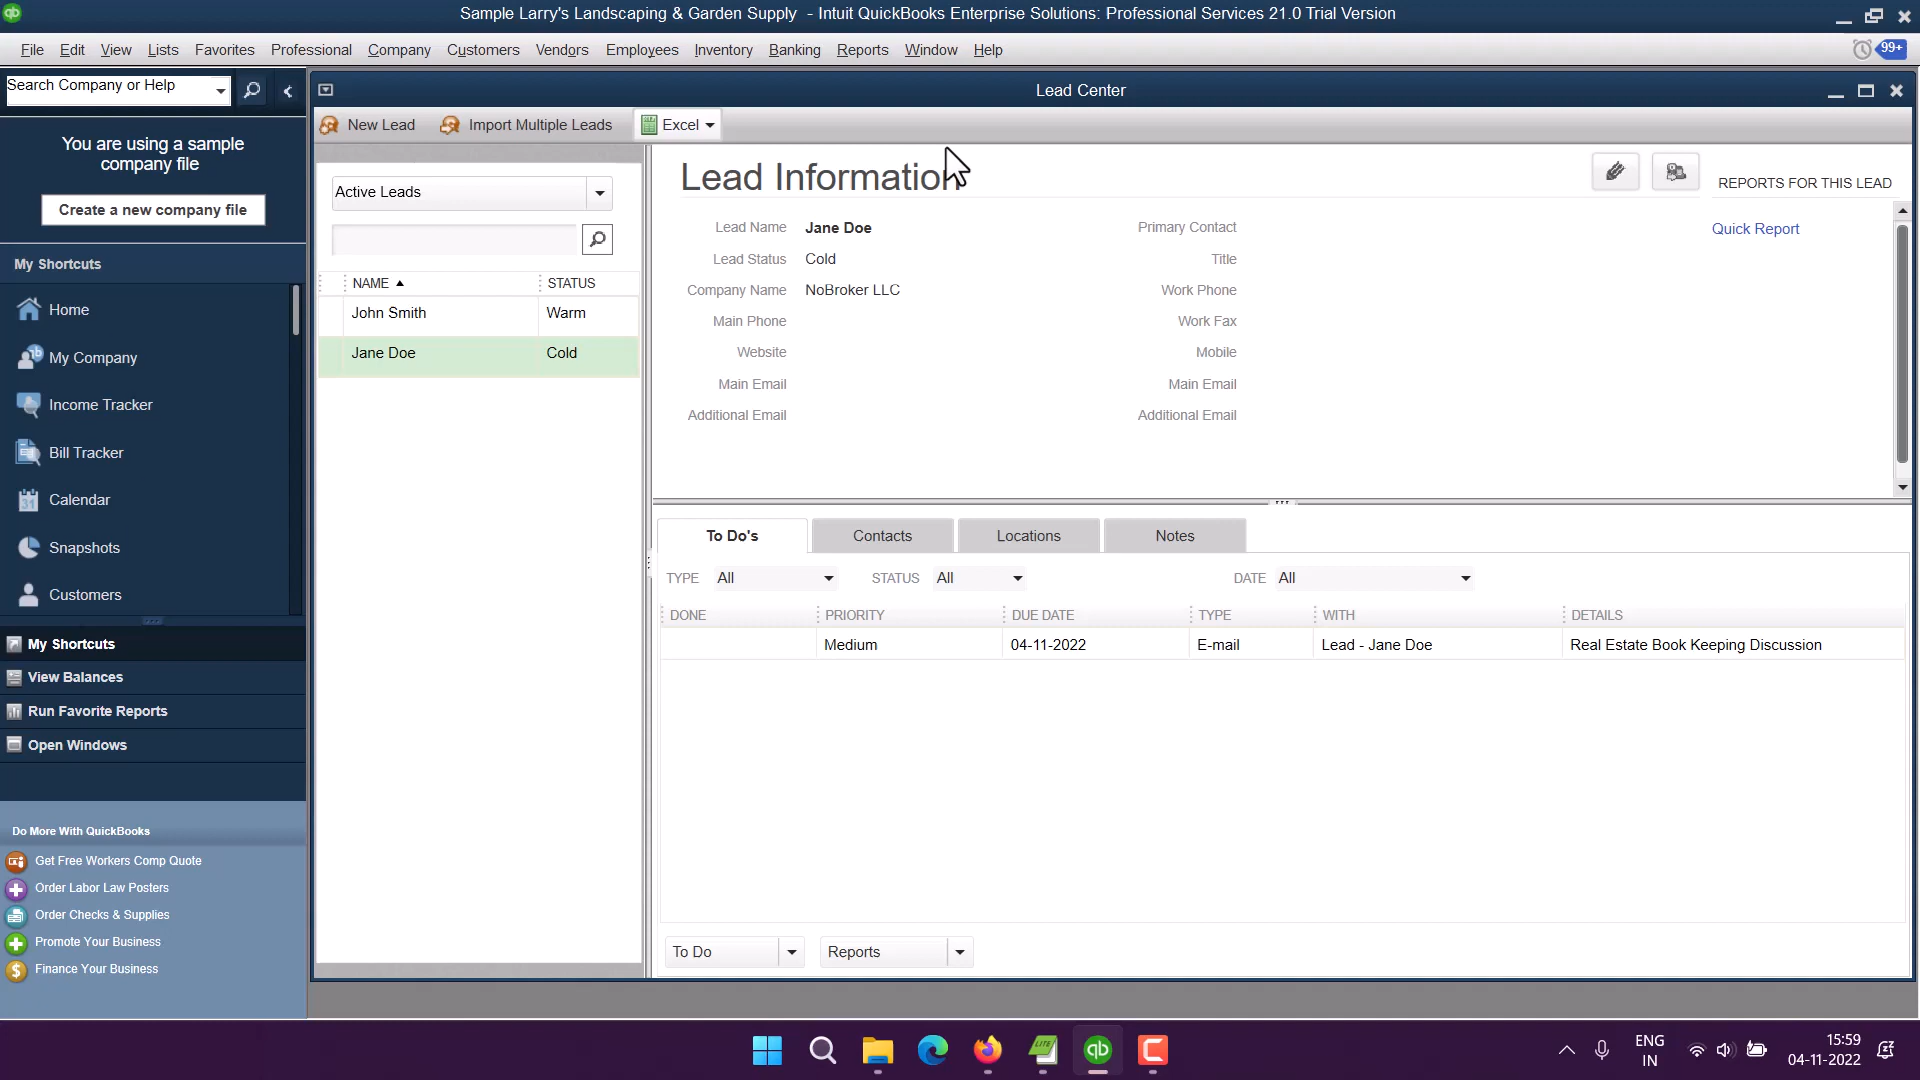 Sample Larry's Landscaping & Garden Supply - Intuit QuickBooks Enterprise Solutions: Professional Services 21.0 Trial Version
File Edit View Lists Favorites Professional Company Customers Vendors Employees Inventory Banking Reports Window Help
99+
Search Company or Help
Lead Center
New Lead Import Multiple Leads Excel
You are using a sample
company file
Create a new company file
My Shortcuts
Home
My Company
Income Tracker
Bill Tracker
31
Calendar
Snapshots
Customers
My Shortcuts
View Balances
Run Favorite Reports
Open Windows
Do More With QuickBooks
Get Free Workers Comp Quote
Order Labor Law Posters
Order Checks & Supplies
Promote Your Business
Finance Your Business
Active Leads
NAME STATUS
John Smith Warm
Jane Doe Cold
Lead Information
REPORTS FOR THIS LEAD
Quick Report
Lead Name Jane Doe Primary Contact
Lead Status Cold Title
Company Name NoBroker LLC Work Phone
Main Phone Work Fax
Website Mobile
Main Email Main Email
Additional Email Additional Email
To Do's Contacts Locations Notes
TYPE All STATUS All DATE All
DONE PRIORITY DUE DATE TYPE WITH DETAILS
Medium 04-11-2022 E-mail Lead - Jane Doe Real Estate Book Keeping Discussion
To Do Reports
LITE
qb
C
ENG
IN
15:59
04-11-2022